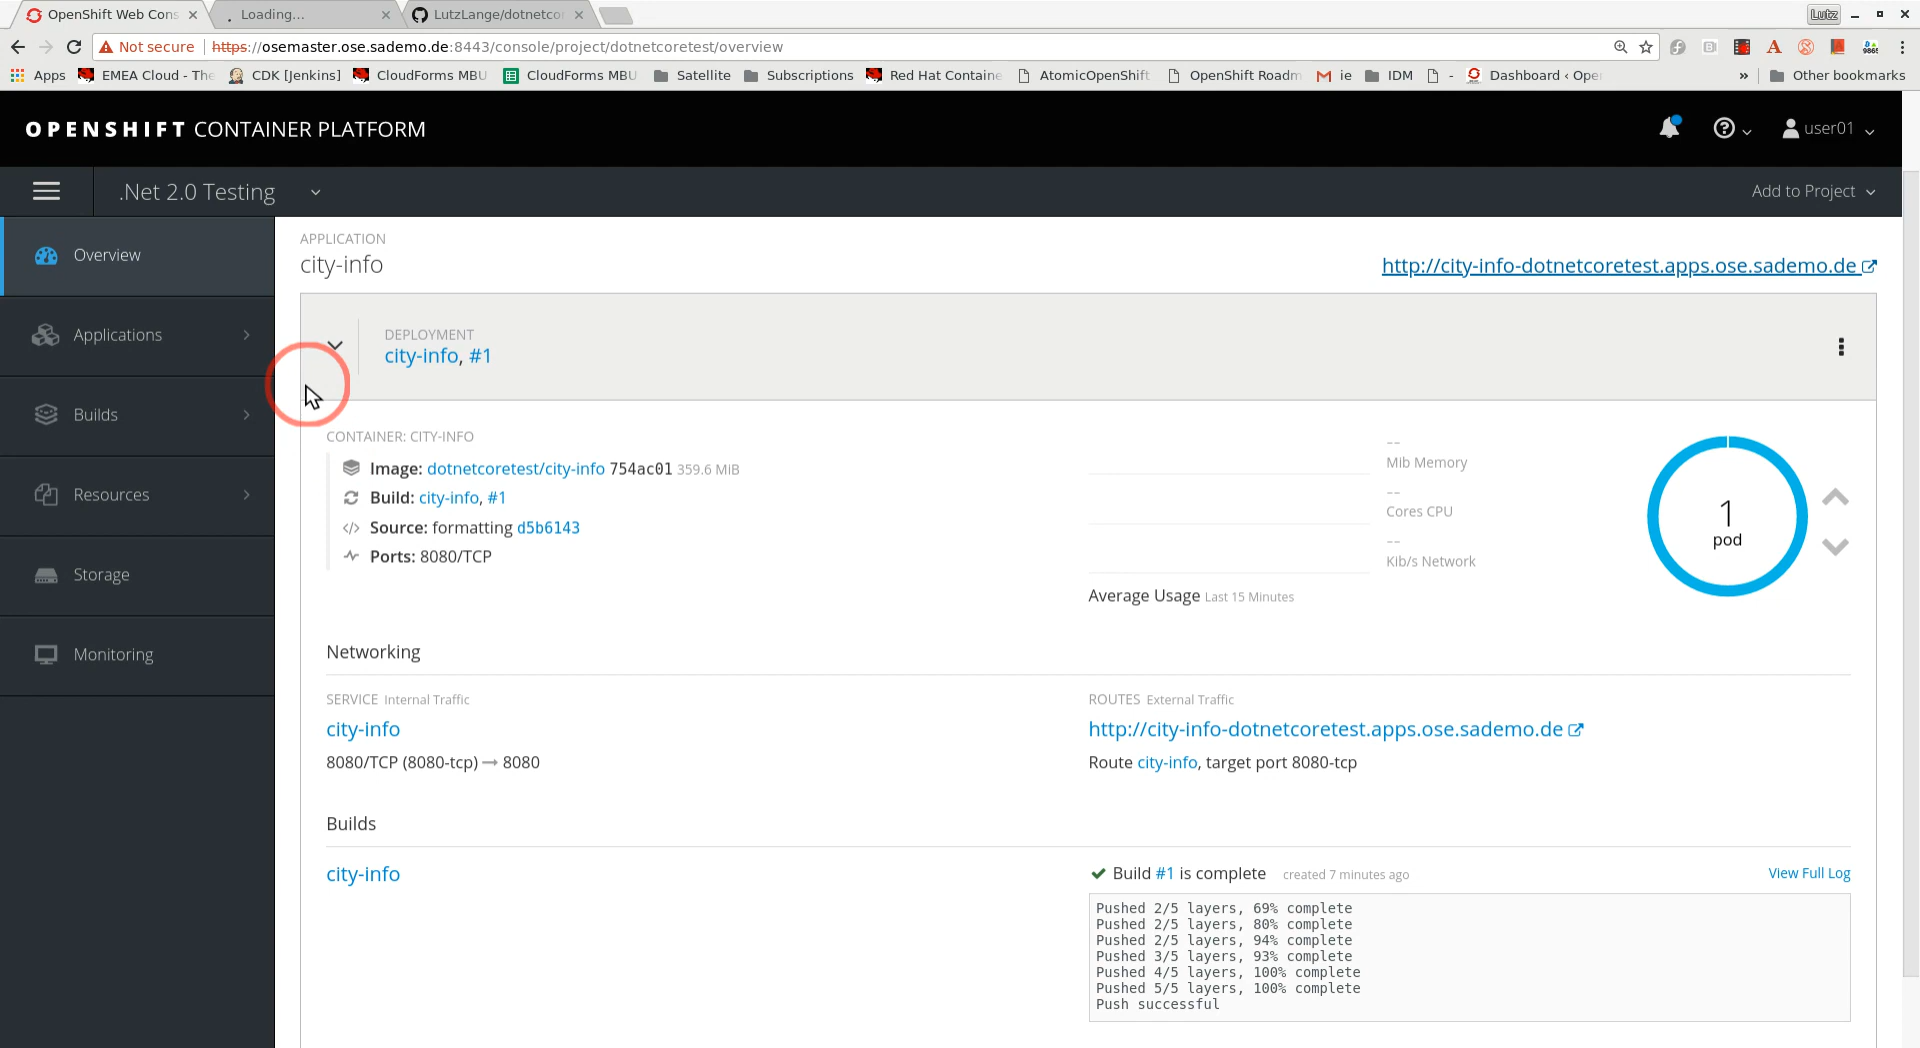 OpenShift Web Cons
Loading...
LutzLange/dotnetcor
Lutz
Not secure
https://osemaster.ose.sademo.de:8443/console/project/dotnetcoretest/overview
Apps
EMEA Cloud - The
CDK [Jenkins]
CloudForms MBU
CloudForms MBU
Satellite
Subscriptions
Red Hat Containe
AtomicOpenShift
OpenShift Roadm
ie
IDM
-
Dashboard ‹ Ope
»
Other bookmarks
OPENSHIFT CONTAINER PLATFORM
user01
.Net 2.0 Testing
Add to Project
Overview
Applications
Builds
Resources
Storage
Monitoring
APPLICATION
city-info
http://city-info-dotnetcoretest.apps.ose.sademo.de
DEPLOYMENT
city-info, #1
CONTAINER: CITY-INFO
Image: dotnetcoretest/city-info 754ac01 359.6 MiB
Build: city-info, #1
Source: formatting d5b6143
Ports: 8080/TCP
--
Mib Memory
--
Cores CPU
--
Kib/s Network
Average Usage Last 15 Minutes
1
pod
Networking
SERVICE Internal Traffic
city-info
8080/TCP (8080-tcp) → 8080
ROUTES External Traffic
http://city-info-dotnetcoretest.apps.ose.sademo.de
Route city-info, target port 8080-tcp
Builds
city-info
Build #1 is complete created 7 minutes ago
View Full Log
Pushed 2/5 layers, 69% complete
Pushed 2/5 layers, 80% complete
Pushed 2/5 layers, 94% complete
Pushed 3/5 layers, 93% complete
Pushed 4/5 layers, 100% complete
Pushed 5/5 layers, 100% complete
Push successful